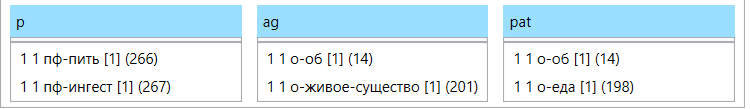 p
1 1 пф-пить [1] (266)
1 1 пф-ингест [1] (267)
ag
1 1 о-об [1] (14)
1 1 о-живое-существо [1] (201)
pat
1 1 о-об [1] (14)
1 1 о-еда [1] (198)